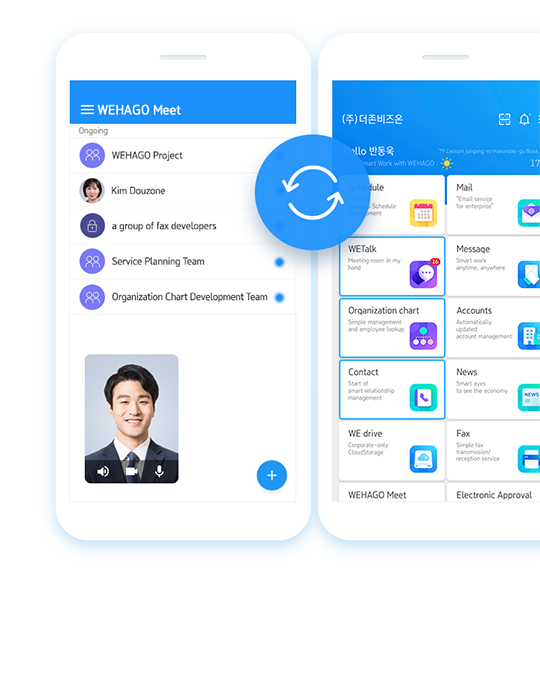 WEHAGO Meet
Ongoing
WEHAGO Project
Kim Douzone
a group of fax developers
Service Planning Team
Organization Chart Development Team
(주)더존비즈온
Hello 반동욱
79 Centum jungang-ro Haeundae-gu Busa
Smart Work with WEHAGO
17
Schedule
Schedule
Mail
"Email service
for enterprise"
WETalk
Meeting room in my
hand
16
Message
Smart work
anytime, anywhere
Organization chart
Simple management
and employee lookup
Accounts
Automatically
updated
account management
Contact
Start of
smart relationship
management
News
Smart eyes
to see the economy
NEWS
WE drive
Corporate-only
CloudStorage
Fax
Simple fax
transmission/
reception service
WEHAGO Meet
Electronic Approval